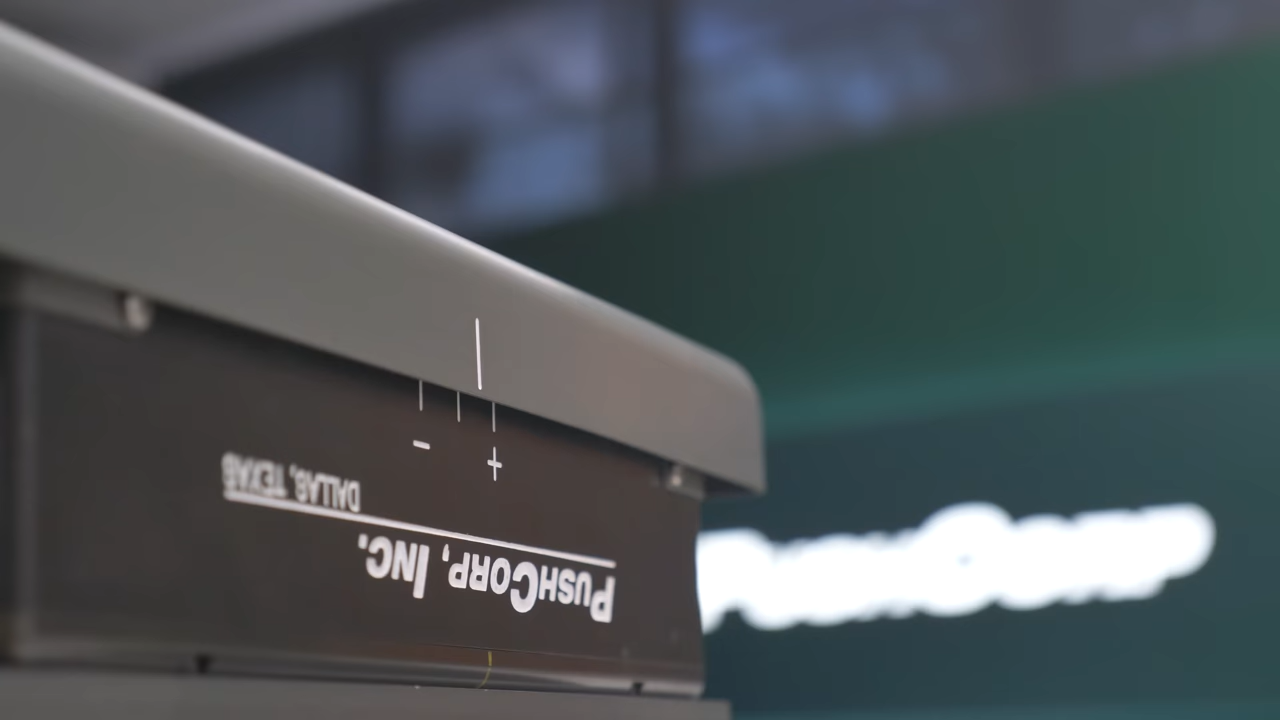 PUSHCORP, INC.
DALLAS, TEXAS
- +